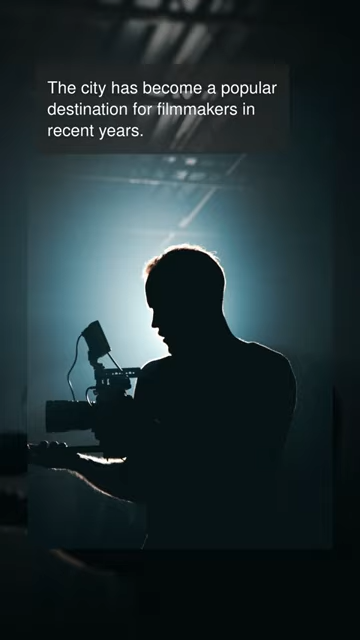 The city has become a popular
destination for filmmakers in
recent years.